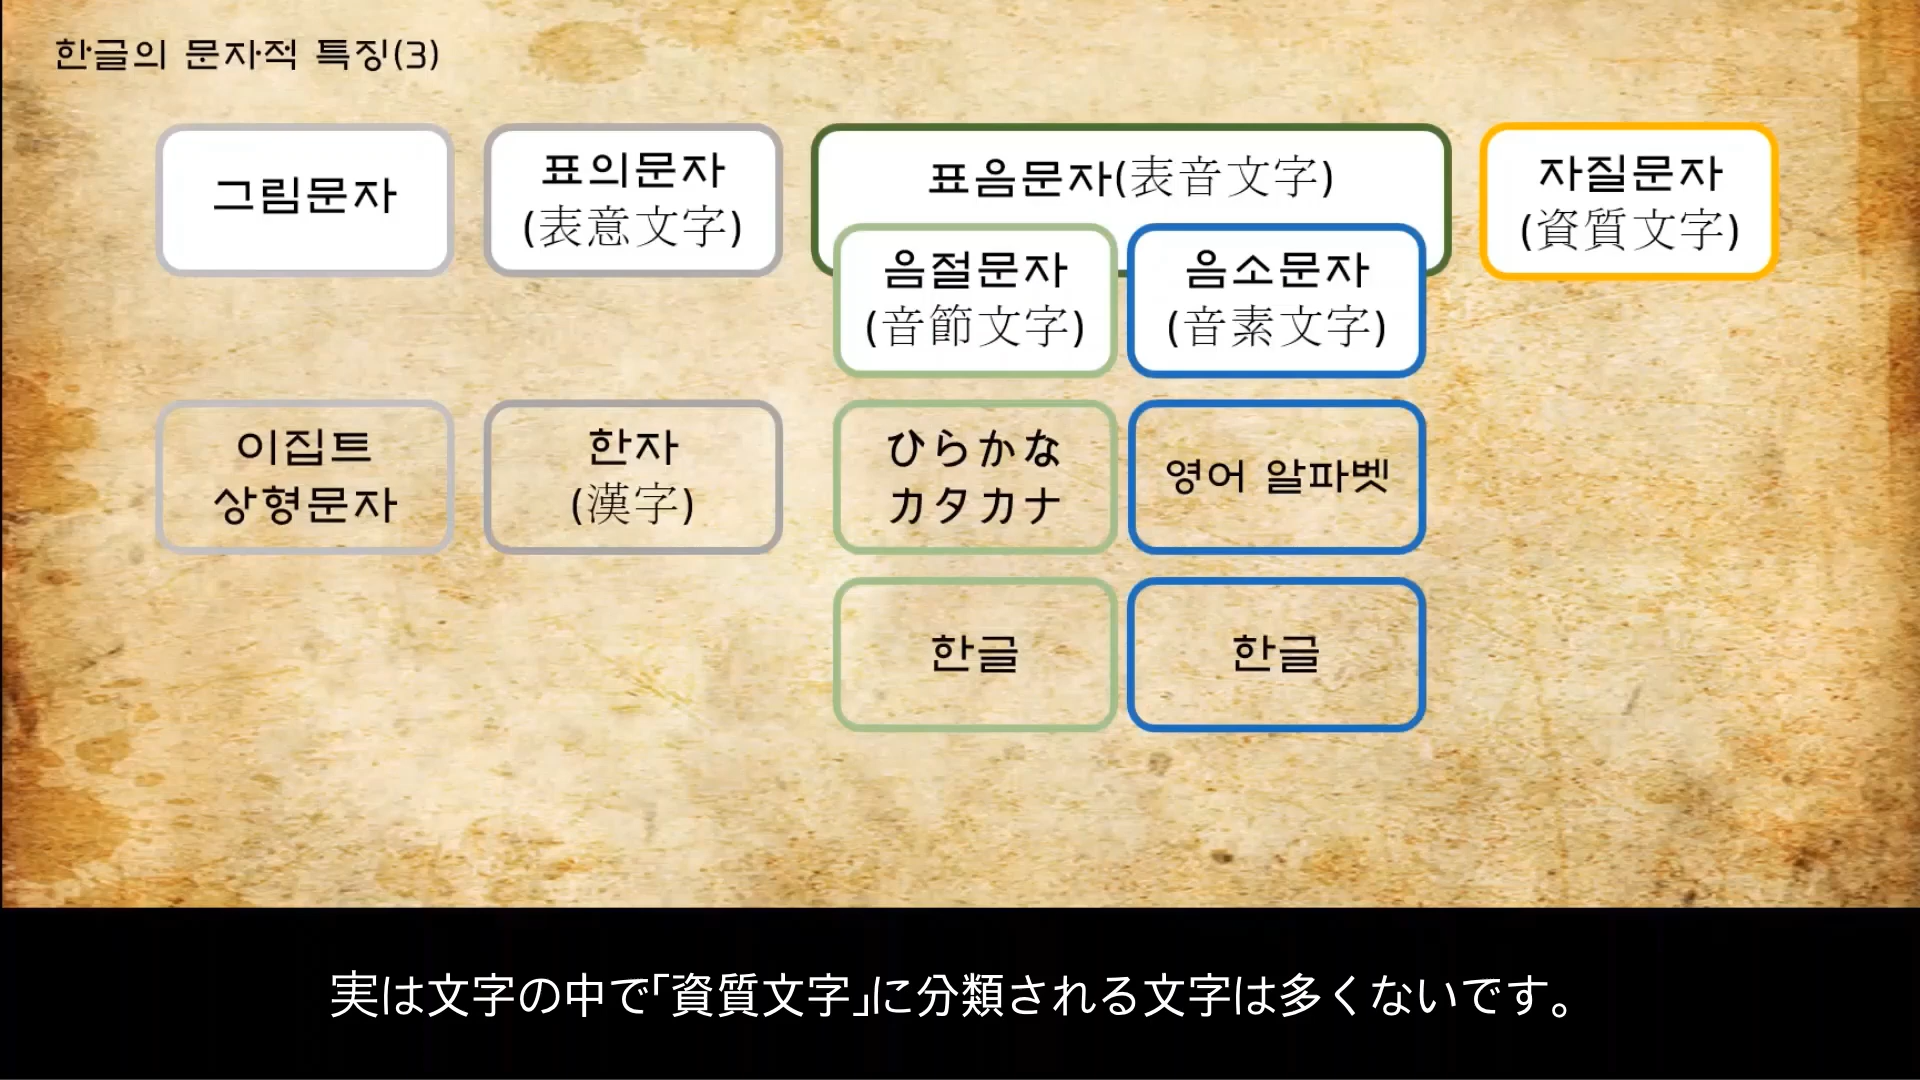 한글의 문자적 특징(3)
그림문자
표의문자
(表意文字)
표음문자(表音文字)
음절문자
(音節文字)
음소문자
(音素文字)
자질문자
(資質文字)
이집트
상형문자
한자
(漢字)
ひらかな
カタカナ
영어 알파벳
한글
한글
実は文字の中で「資質文字」に分類される文字は多くないです。